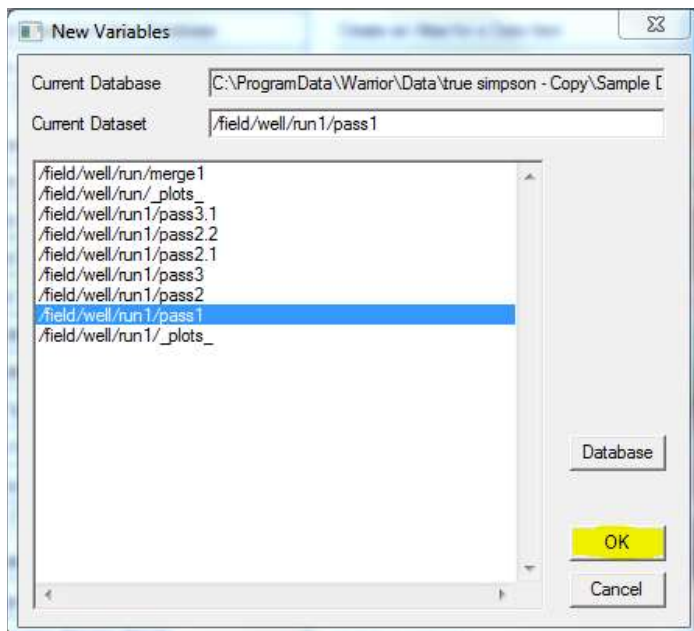 New Variables
Current Database C:\ProgramData\Warrior\Data\true simpson - Copy\Sample D
Current Dataset /field/well/run1/pass1
/field/well/run/merge1
/field/well/run/_plots_
/field/well/run1/pass3.1
/field/well/run1/pass2.2
/field/well/run1/pass2.1
/field/well/run1/pass3
/field/well/run1/pass2
/field/well/run1/pass1
/field/well/run1/_plots_
Database
OK
Cancel